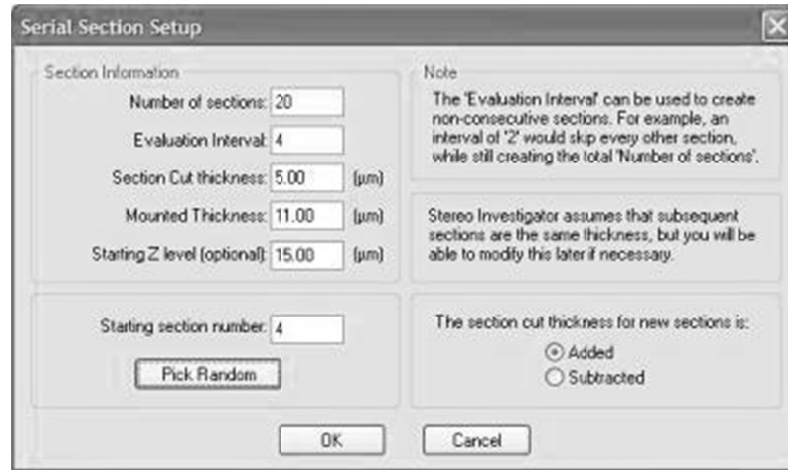 Serial Section Setup
Section Information
Number of sections: 20
Evaluation Interval: 4
Section Cut thickness: 5.00 (µm)
Mounted Thickness: 11.00 (µm)
Starting Z level (optional): 15.00 (µm)
Starting section number: 4
Pick Random
Note
The 'Evaluation Interval' can be used to create
non-consecutive sections. For example, an
interval of '2' would skip every other section,
while still creating the total 'Number of sections'.
Stereo Investigator assumes that subsequent
sections are the same thickness, but you will be
able to modify this later if necessary.
The section cut thickness for new sections is:
Added
Subtracted
OK
Cancel